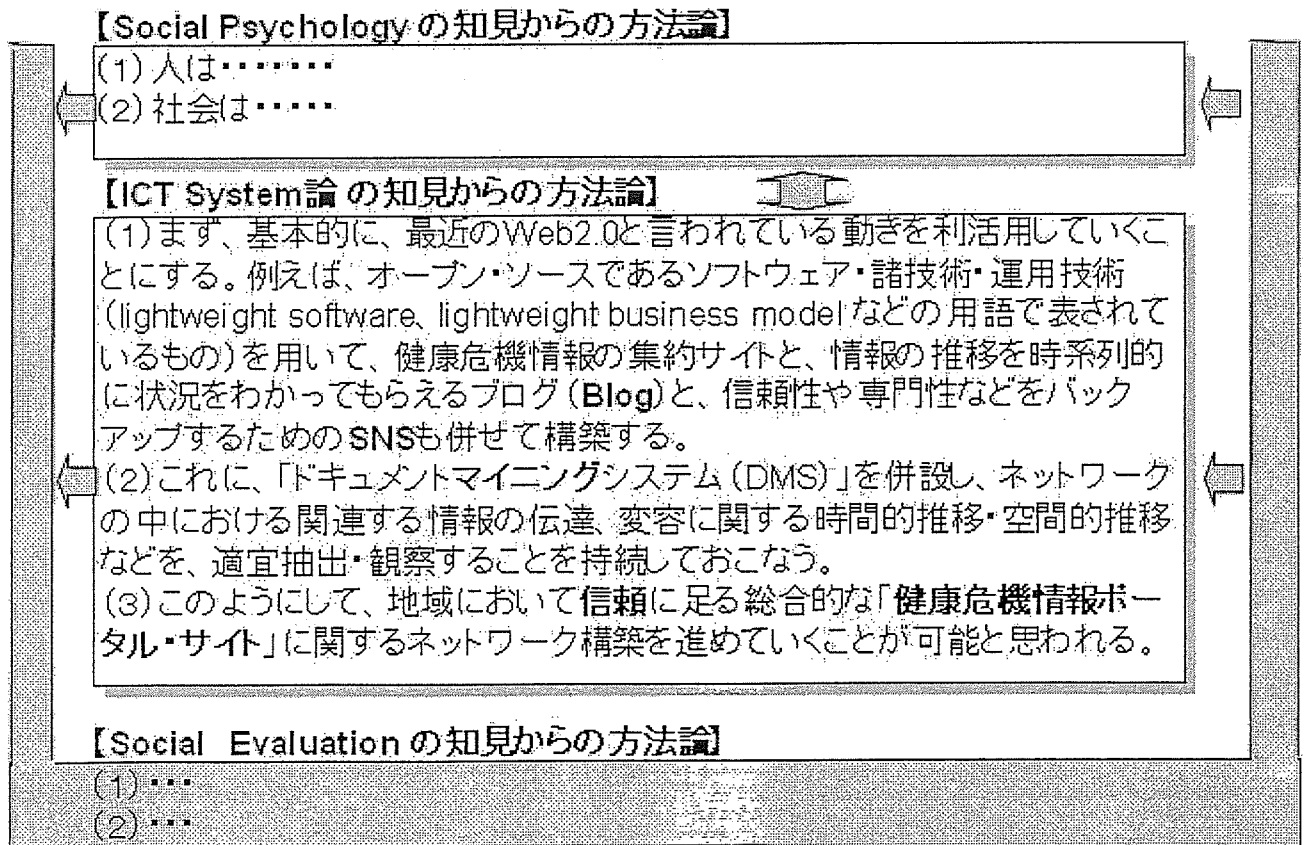 【Social Psychology の知見からの方法論】
(1)人は・・・・・・・
(2)社会は・・・・・
【ICT System論 の知見からの方法論】
(1)まず、基本的に、最近のWeb2.0と言われている動きを利活用していくこ
とにする。例えば、オープン・ソースであるソフトウェア・諸技術・運用技術
(lightweight software、lightweight business model などの用語で表されて
いるもの)を用いて、健康危機情報の集約サイトと、情報の推移を時系列的
に状況をわかってもらえるブログ(Blog)と、信頼性や専門性などをバック
アップするためのSNSも併せて構築する。
(2)これに、「ドキュメントマイニングシステム(DMS)」を併設し、ネットワーク
の中における関連する情報の伝達、変容に関する時間的推移・空間的推移
などを、適宜抽出・観察することを持続しておこなう。
(3)このようにして、地域において信頼に足る総合的な「健康危機情報ポー
タル・サイト」に関するネットワーク構築を進めていくことが可能と思われる。
【Social Evaluation の知見からの方法論】
(1)・・・
(2)・・・